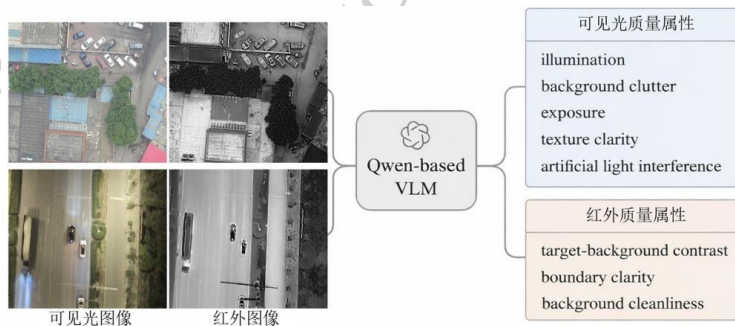 可见光质量属性
illumination
background clutter
exposure
texture clarity
artificial light interference
Qwen-based
VLM
红外质量属性
target-background contrast
boundary clarity
background cleanliness
可见光图像
红外图像